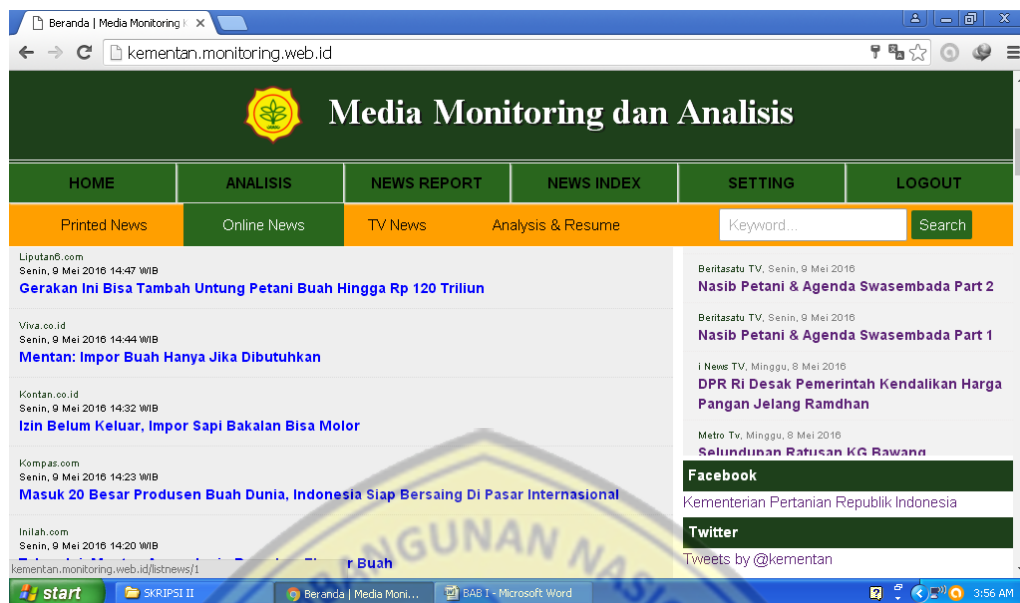 Beranda | Media Monitoring
kementan.monitoring.web.id
Media Monitoring dan Analisis
HOME ANALISIS NEWS REPORT NEWS INDEX SETTING LOGOUT
Printed News Online News TV News Analysis & Resume Keyword... Search
Liputan6.com
Senin, 9 Mei 2016 14:47 WIB
Gerakan Ini Bisa Tambah Untung Petani Buah Hingga Rp 120 Triliun
Viva.co.id
Senin, 9 Mei 2016 14:44 WIB
Mentan: Impor Buah Hanya Jika Dibutuhkan
Kontan.co.id
Senin, 9 Mei 2016 14:32 WIB
Izin Belum Keluar, Impor Sapi Bakalan Bisa Molor
Kompas.com
Senin, 9 Mei 2016 14:23 WIB
Masuk 20 Besar Produsen Buah Dunia, Indonesia Siap Bersaing Di Pasar Internasional
Inilah.com
Senin, 9 Mei 2016 14:20 WIB
r Buah
kementan.monitoring.web.id/listnews/1
Beritasatu TV, Senin, 9 Mei 2016
Nasib Petani & Agenda Swasembada Part 2
Beritasatu TV, Senin, 9 Mei 2016
Nasib Petani & Agenda Swasembada Part 1
i News TV, Minggu, 8 Mei 2016
DPR Ri Desak Pemerintah Kendalikan Harga
Pangan Jelang Ramdhan
Metro Tv, Minggu, 8 Mei 2016
Selundupan Ratusan KG Bawang
Facebook
Kementerian Pertanian Republik Indonesia
Twitter
Tweets by @kementan
BANGUNAN NAS
start SKRIPSI II Beranda | Media Moni... BAB I - Microsoft Word 3:56 AM